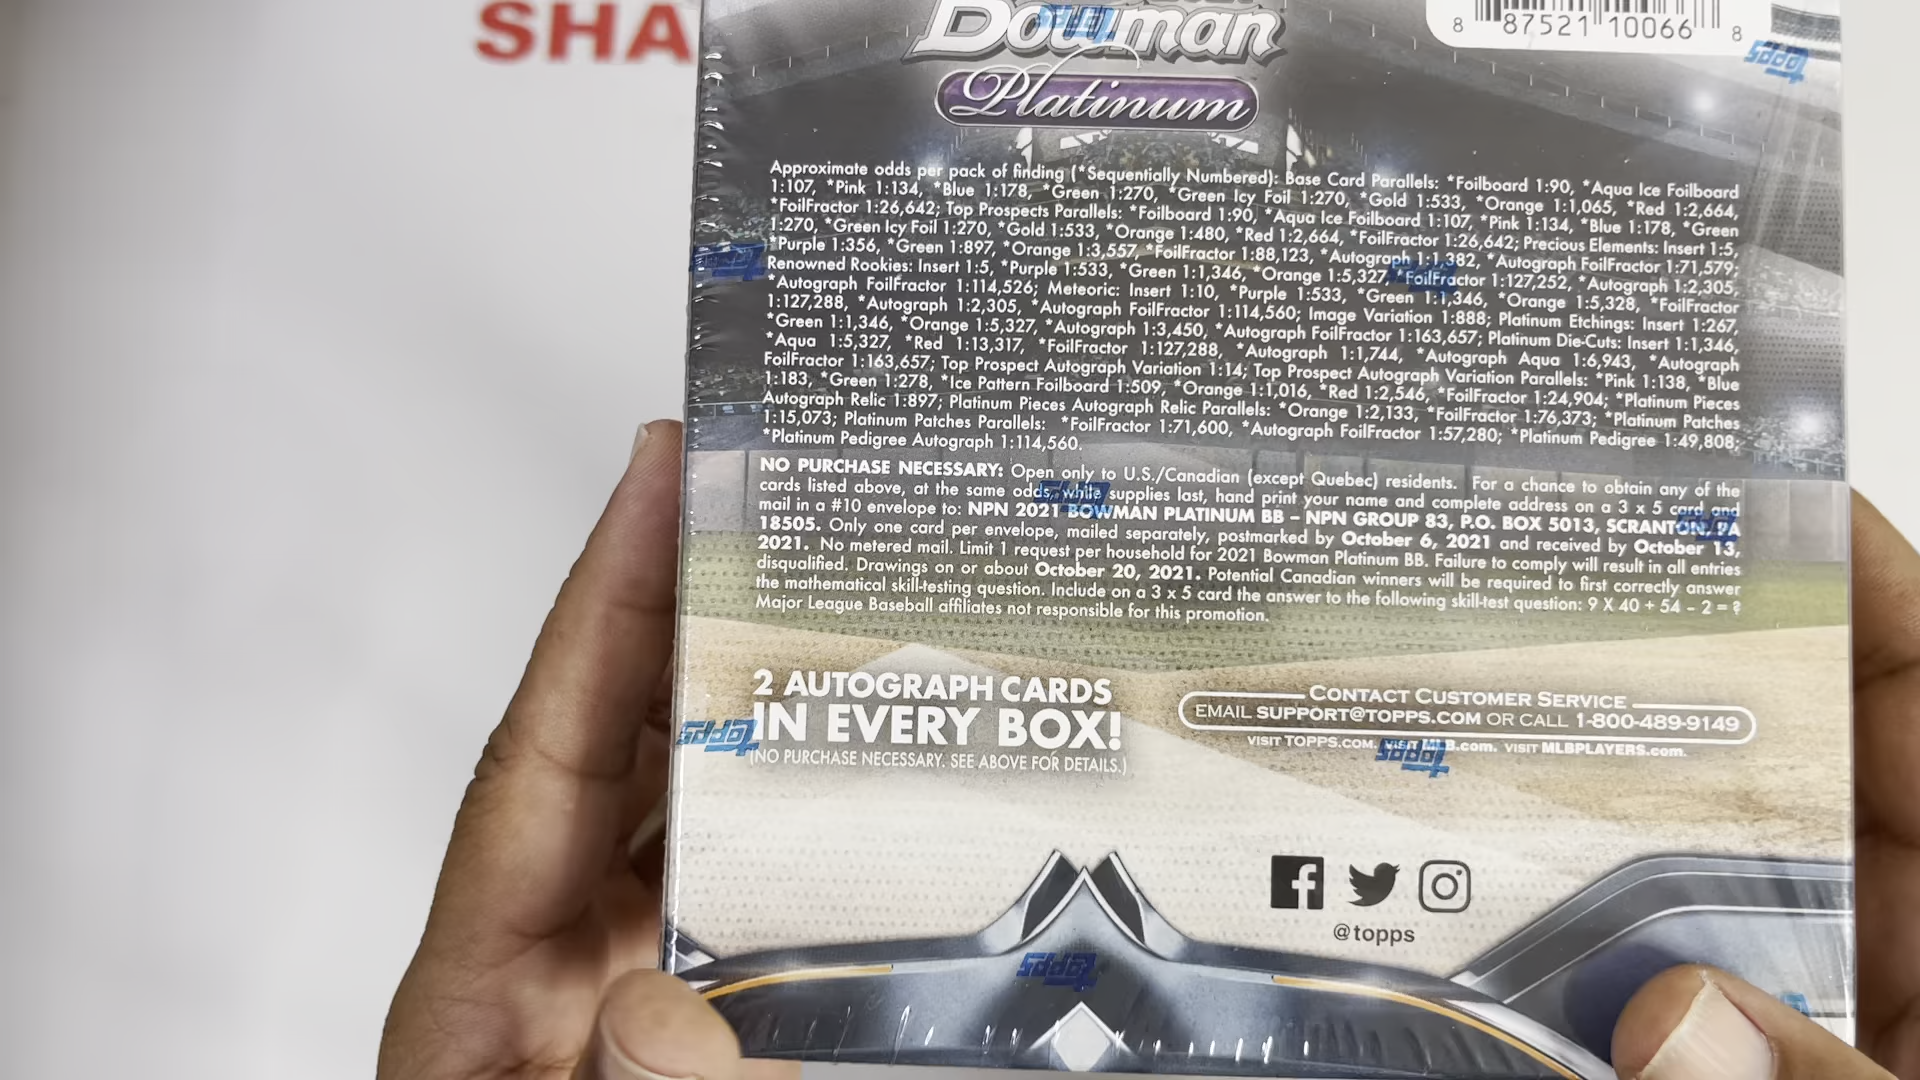 SHA
Bowman
Platinum
8 87521 10066 8
Approximate odds per pack of finding (*Sequentially Numbered): Base Card Parallels: *Foilboard 1:90, *Aqua Ice Foilboard
1:107, *Pink 1:134, *Blue 1:178, *Green 1:270, *Green Icy Foil 1:270, *Gold 1:533, *Orange 1:1,065, *Red 1:2,664,
*FoilFractor 1:26,642; Top Prospects Parallels: *Foilboard 1:90, *Aqua Ice Foilboard 1:107, *Pink 1:134, *Blue 1:178, *Green
1:270, *Green Icy Foil 1:270, *Gold 1:533, *Orange 1:480, *Red 1:2,664, *FoilFractor 1:26,642; Precious Elements: Insert 1:5,
*Purple 1:356, *Green 1:897, *Orange 1:3,557, *FoilFractor 1:88,123, *Autograph 1:1,382, *Autograph FoilFractor 1:71,579;
Renowned Rookies: Insert 1:5, *Purple 1:533, *Green 1:1,346, *Orange 1:5,327, *FoilFractor 1:127,252, *Autograph 1:2,305,
*Autograph FoilFractor 1:114,526; Meteoric: Insert 1:10, *Purple 1:533, *Green 1:1,346, *Orange 1:5,328, *FoilFractor
1:127,288, *Autograph 1:2,305, *Autograph FoilFractor 1:114,560; Image Variation 1:888; Platinum Etchings: Insert 1:267,
*Green 1:1,346, *Orange 1:5,327, *Autograph 1:3,450, *Autograph FoilFractor 1:163,657; Platinum Die-Cuts: Insert 1:1,346,
*Aqua 1:5,327, *Red 1:13,317, *FoilFractor 1:127,288, *Autograph 1:1,744, *Autograph Aqua 1:6,943, *Autograph
FoilFractor 1:163,657; Top Prospect Autograph Variation 1:14; Top Prospect Autograph Variation Parallels: *Pink 1:138, *Blue
1:183, *Green 1:278, *Ice Pattern Foilboard 1:509, *Orange 1:1,016, *Red 1:2,546, *FoilFractor 1:24,904; *Platinum Pieces
Autograph Relic 1:897; Platinum Pieces Autograph Relic Parallels: *Orange 1:2,133, *FoilFractor 1:76,373; *Platinum Patches
1:15,073; Platinum Patches Parallels: *FoilFractor 1:71,600, *Autograph FoilFractor 1:57,280; *Platinum Pedigree 1:49,808;
*Platinum Pedigree Autograph 1:114,560.
NO PURCHASE NECESSARY: Open only to U.S./Canadian (except Quebec) residents. For a chance to obtain any of the
cards listed above, at the same odds, while supplies last, hand print your name and complete address on a 3 x 5 card and
mail in a #10 envelope to: NPN 2021 BOWMAN PLATINUM BB – NPN GROUP 83, P.O. BOX 5013, SCRANTON, PA
18505. Only one card per envelope, mailed separately, postmarked by October 6, 2021 and received by October 13,
2021. No metered mail. Limit 1 request per household for 2021 Bowman Platinum BB. Failure to comply will result in all entries
disqualified. Drawings on or about October 20, 2021. Potential Canadian winners will be required to first correctly answer
the mathematical skill-testing question. Include on a 3 x 5 card the answer to the following skill-test question: 9 X 40 + 54 – 2 = ?
Major League Baseball affiliates not responsible for this promotion.
2 AUTOGRAPH CARDS
IN EVERY BOX!
(NO PURCHASE NECESSARY. SEE ABOVE FOR DETAILS.)
CONTACT CUSTOMER SERVICE
EMAIL SUPPORT@TOPPS.COM OR CALL 1-800-489-9149
VISIT TOPPS.COM. VISIT MLB.com. VISIT MLBPLAYERS.com.
@topps
topps
topps
topps
topps
topps
topps
topps
topps
topps